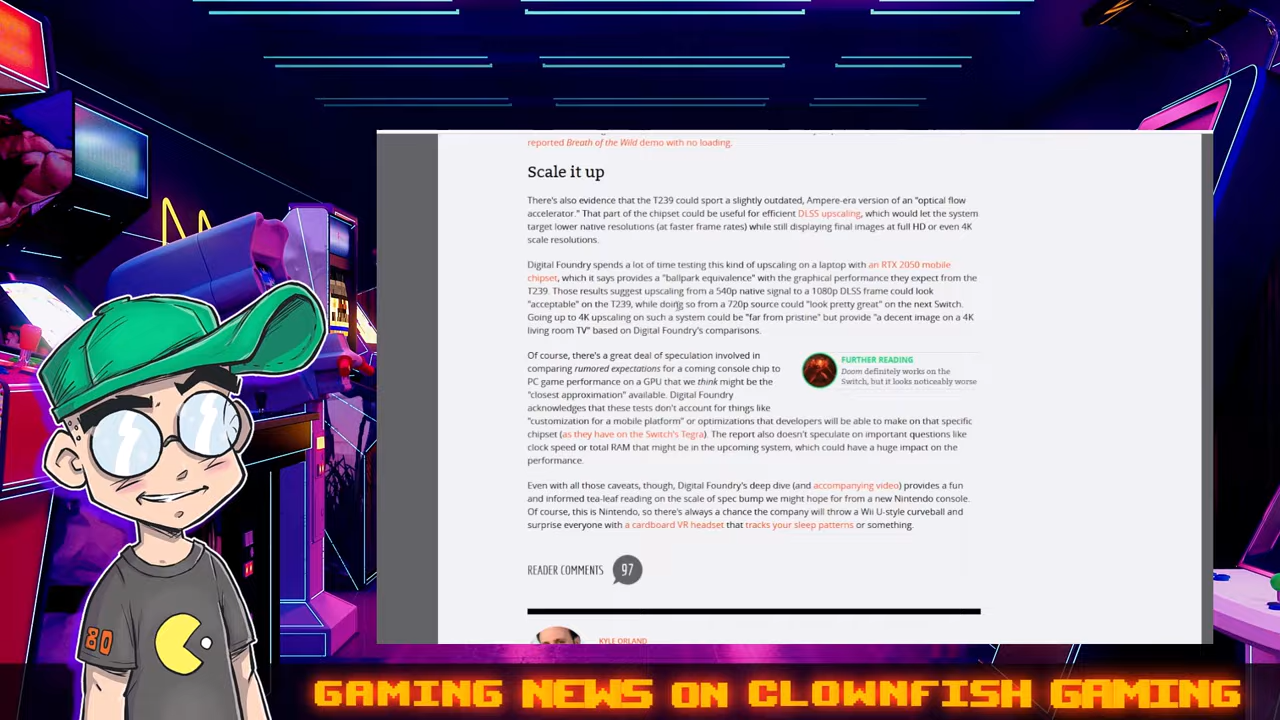 reported Breath of the Wild demo with no loading.
Scale it up
There's also evidence that the T239 could sport a slightly outdated, Ampere-era version of an "optical flow
accelerator." That part of the chipset could be useful for efficient DLSS upscaling, which would let the system
target lower native resolutions (at faster frame rates) while still displaying final images at full HD or even 4K
scale resolutions.
Digital Foundry spends a lot of time testing this kind of upscaling on a laptop with an RTX 2050 mobile
chipset, which it says provides a "ballpark equivalence" with the graphical performance they expect from the
T239. Those results suggest upscaling from a 540p native signal to a 1080p DLSS frame could look
"acceptable" on the T239, while doing so from a 720p source could "look pretty great" on the next Switch.
Going up to 4K upscaling on such a system could be "far from pristine" but provide "a decent image on a 4K
living room TV" based on Digital Foundry's comparisons.
Of course, there's a great deal of speculation involved in
comparing rumored expectations for a coming console chip to
PC game performance on a GPU that we think might be the
"closest approximation" available. Digital Foundry
acknowledges that these tests don't account for things like
"customization for a mobile platform" or optimizations that developers will be able to make on that specific
chipset (as they have on the Switch's Tegra). The report also doesn't speculate on important questions like
clock speed or total RAM that might be in the upcoming system, which could have a huge impact on the
performance.
FURTHER READING
Doom definitely works on the
Switch, but it looks noticeably worse
Even with all those caveats, though, Digital Foundry's deep dive (and accompanying video) provides a fun
and informed tea-leaf reading on the scale of spec bump we might hope for from a new Nintendo console.
Of course, this is Nintendo, so there's always a chance the company will throw a Wii U-style curveball and
surprise everyone with a cardboard VR headset that tracks your sleep patterns or something.
READER COMMENTS 97
KYLE ORLAND
80
GAMING NEWS ON CLOWNFISH GAMING